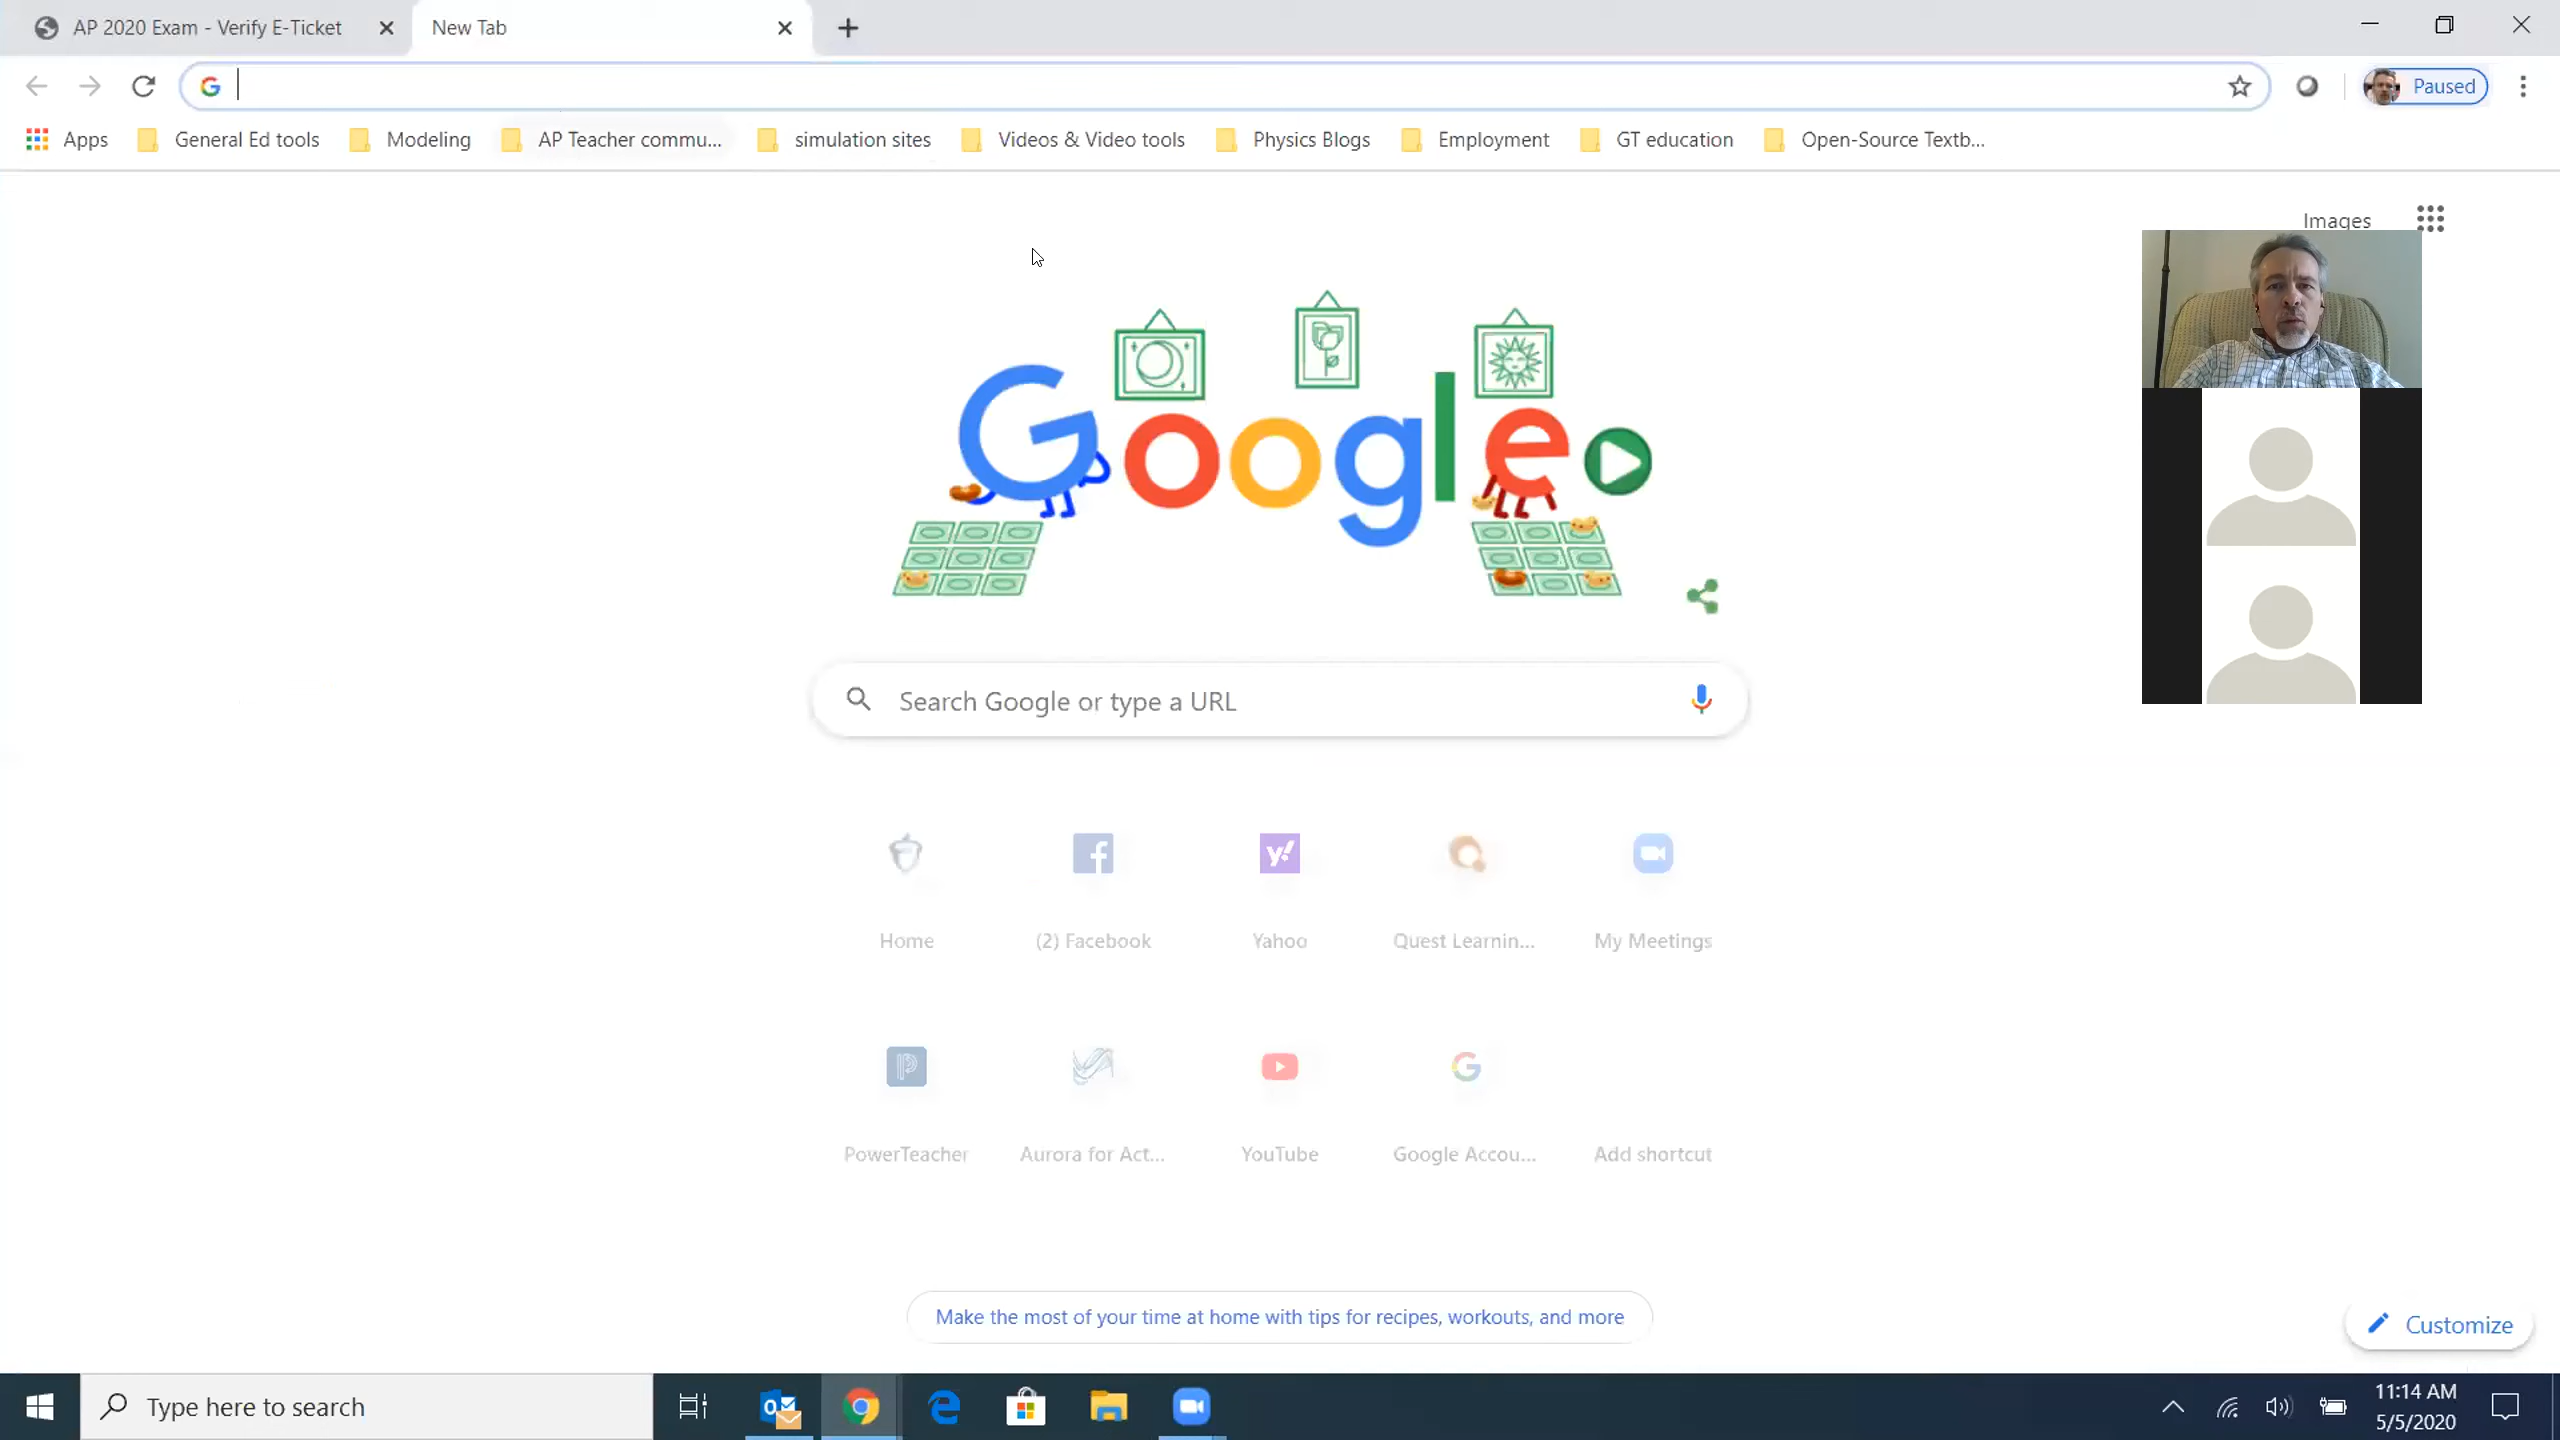 AP 2020 Exam - Verify E-Ticket
New Tab
Paused
Apps
General Ed tools
Modeling
AP Teacher commu...
simulation sites
Videos & Video tools
Physics Blogs
Employment
GT education
Open-Source Textb...
Images
Google
Search Google or type a URL
Home
(2) Facebook
Yahoo
Quest Learnin...
My Meetings
PowerTeacher
Aurora for Act...
YouTube
Google Accou...
Add shortcut
Make the most of your time at home with tips for recipes, workouts, and more
Customize
Type here to search
11:14 AM
5/5/2020